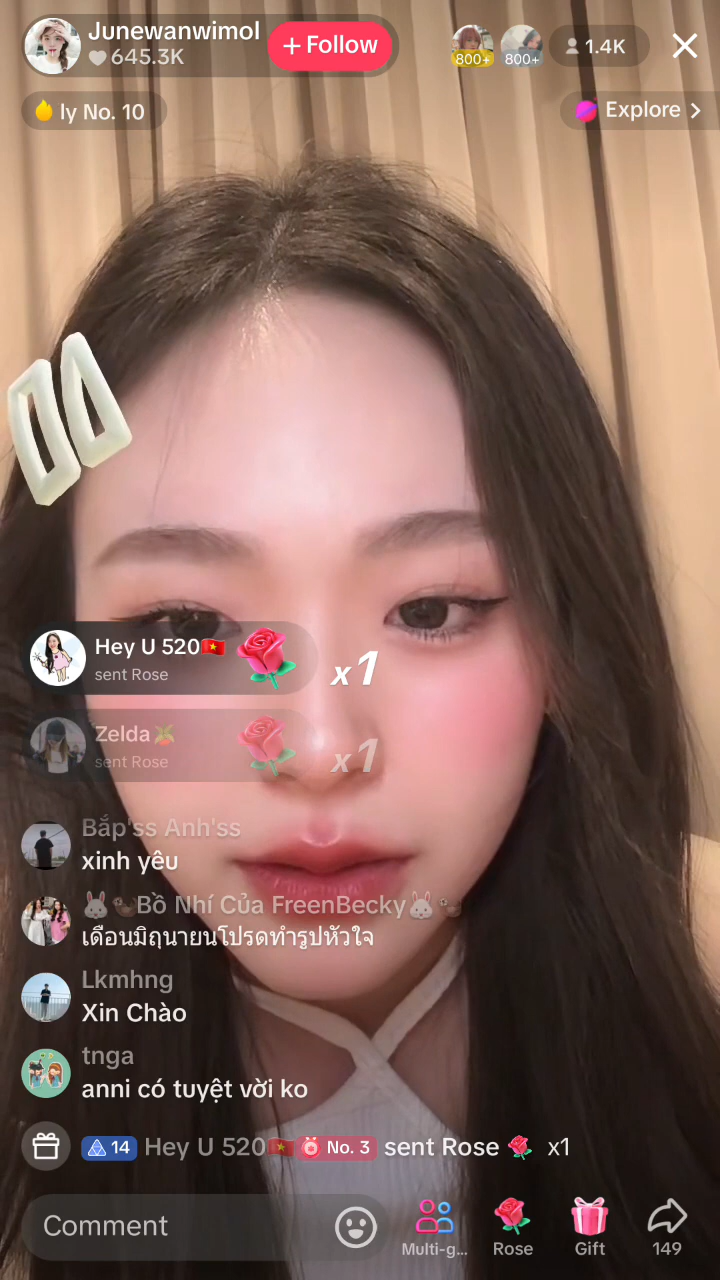 Junewanwimol
645.3K
+ Follow
800+
800+
1.4K
ly No. 10
Explore >
Hey U 520
sent Rose
x1
Zelda
sent Rose
x1
Bắp'ss Anh'ss
xinh yêu
Bồ Nhí Của FreenBecky
เดือนมิถุนายนโปรดทำรูปหัวใจ
Lkmhng
Xin Chào
tnga
anni có tuyệt vời ko
14 Hey U 520 No. 3 sent Rose x1
Comment
Multi-g...
Rose
Gift
149